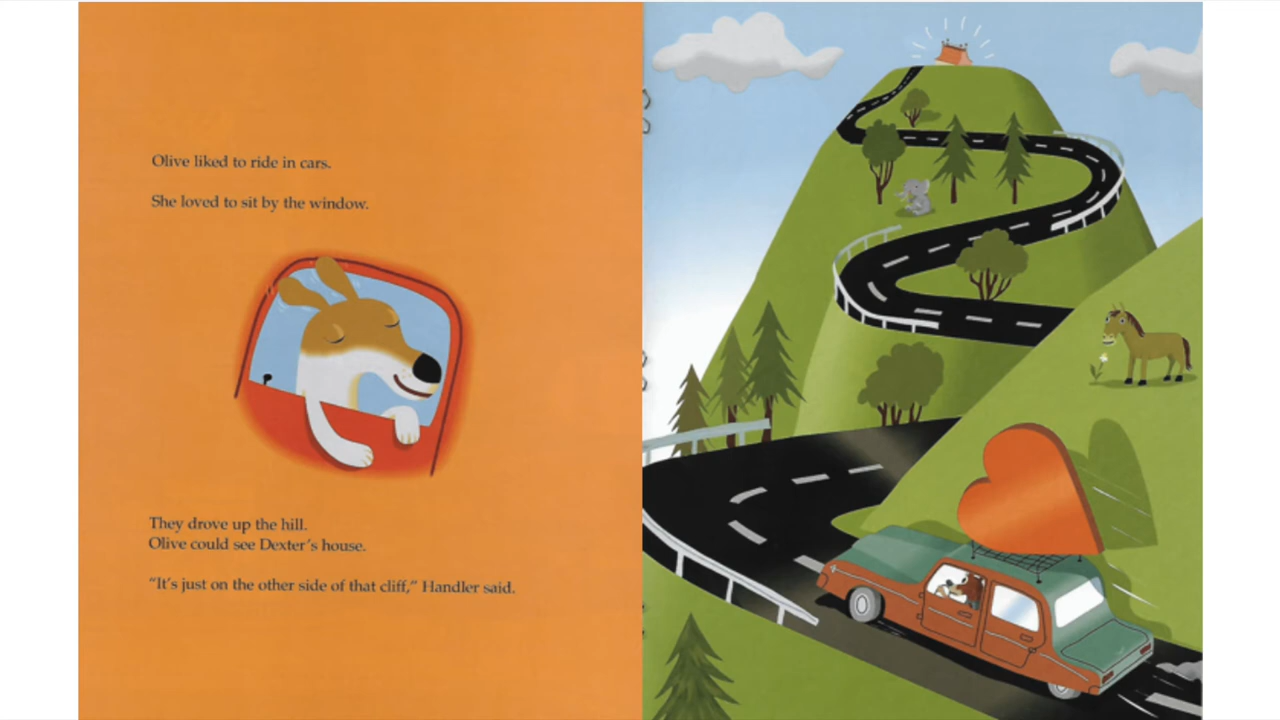 Olive liked to ride in cars.
She loved to sit by the window.
They drove up the hill.
Olive could see Dexter's house.
"It's just on the other side of that cliff," Handler said.